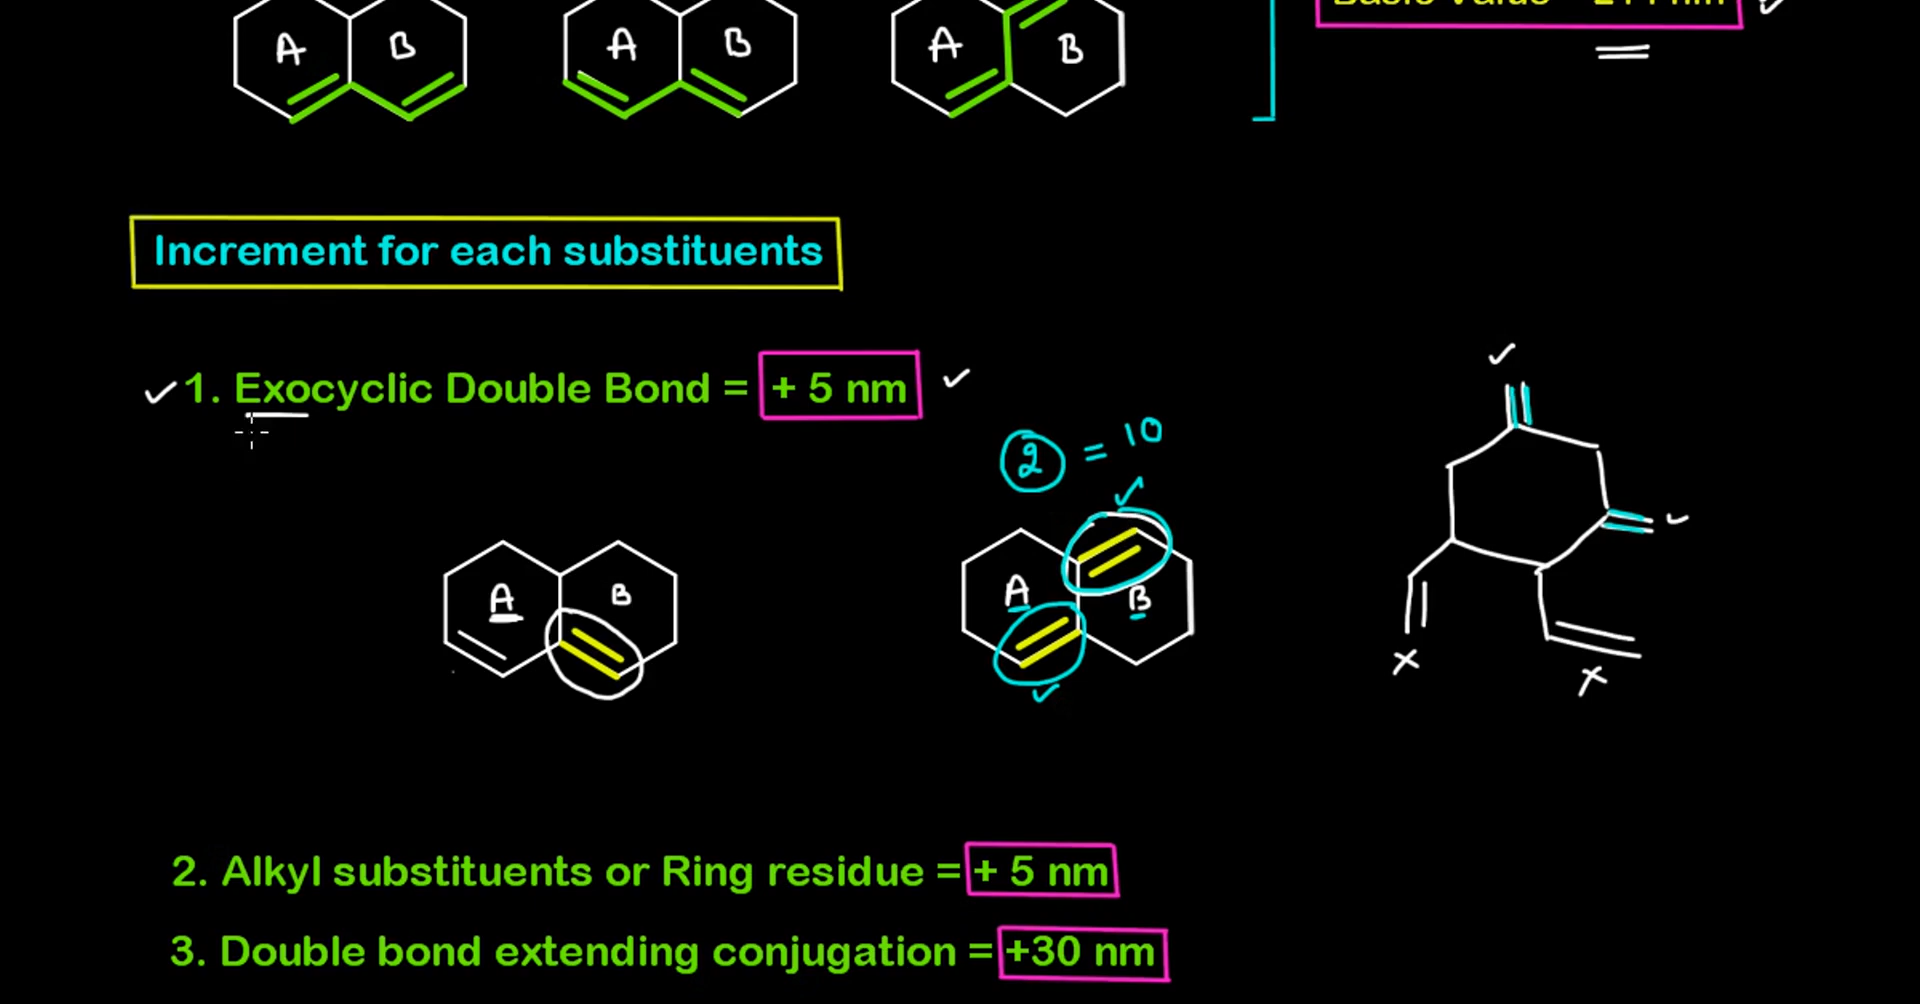 A B A B A B
Increment for each substituents
1. Exocyclic Double Bond = + 5 nm
2 = 10
A B A B
2. Alkyl substituents or Ring residue = + 5 nm
3. Double bond extending conjugation = +30 nm